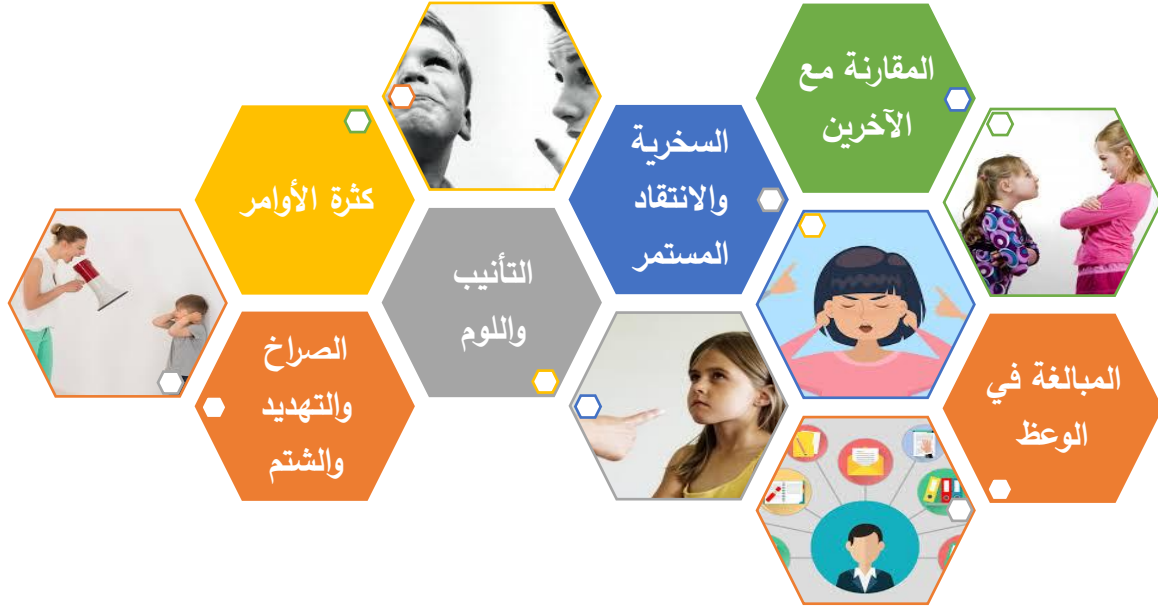 المقارنة مع
الآخرين
السخرية
والانتقاد
المستمر
كثرة الأوامر
التأنيب
واللوم
الصراخ
والتهديد
والشتم
المبالغة في
الوعظ